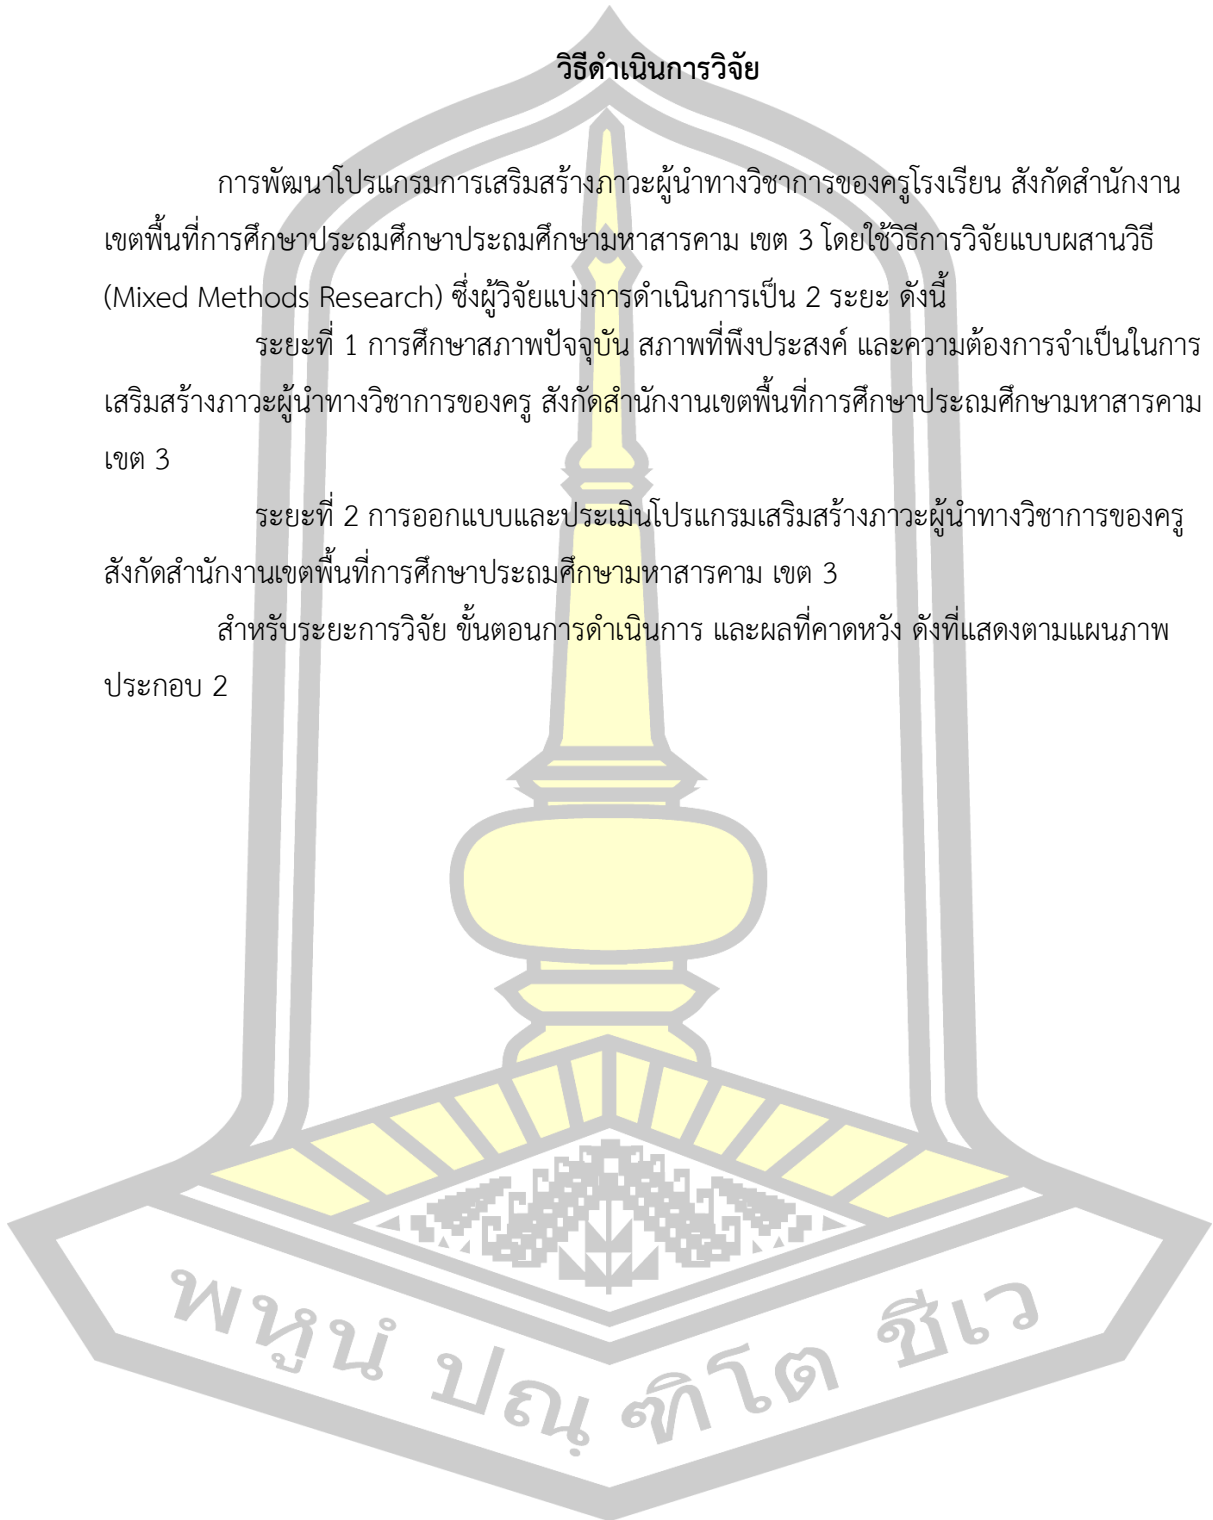 วิธีดำเนินการวิจัย
การพัฒนาโปรแกรมการเสริมสร้างภาวะผู้นำทางวิชาการของครูโรงเรียน สังกัดสำนักงาน
เขตพื้นที่การศึกษาประถมศึกษาประถมศึกษามหาสารคาม เขต 3 โดยใช้วิธีการวิจัยแบบผสานวิธี
(Mixed Methods Research) ซึ่งผู้วิจัยแบ่งการดำเนินการเป็น 2 ระยะ ดังนี้
ระยะที่ 1 การศึกษาสภาพปัจจุบัน สภาพที่พึงประสงค์ และความต้องการจำเป็นในการ
เสริมสร้างภาวะผู้นำทางวิชาการของครู สังกัดสำนักงานเขตพื้นที่การศึกษาประถมศึกษามหาสารคาม
เขต 3
ระยะที่ 2 การออกแบบและประเมินโปรแกรมเสริมสร้างภาวะผู้นำทางวิชาการของครู
สังกัดสำนักงานเขตพื้นที่การศึกษาประถมศึกษามหาสารคาม เขต 3
สำหรับระยะการวิจัย ขั้นตอนการดำเนินการ และผลที่คาดหวัง ดังที่แสดงตามแผนภาพ
ประกอบ 2
พหูนํ ปณฺฑิโต ชีเว